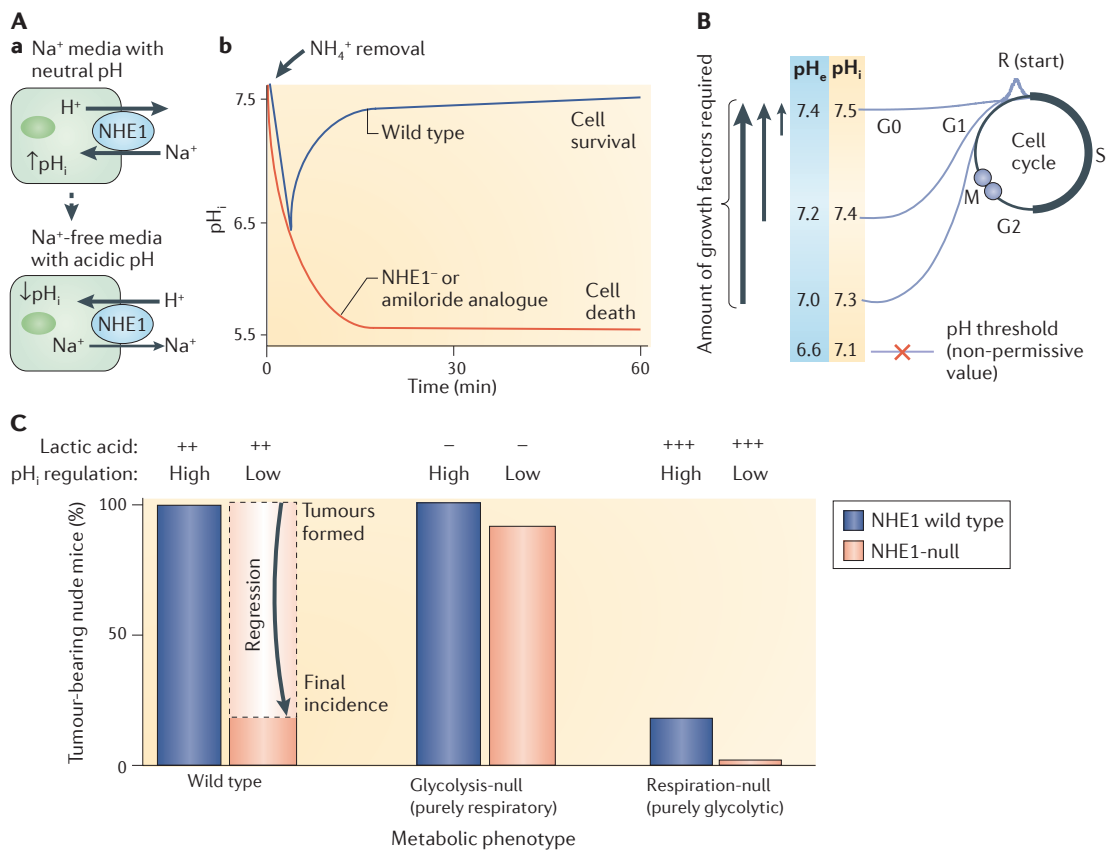 A
a
Na⁺ media with
neutral pH
H⁺
NHE1
Na⁺
↑pHᵢ
Na⁺-free media
with acidic pH
↓pHᵢ
H⁺
NHE1
Na⁺
Na⁺
b
NH₄⁺ removal
pHᵢ
7.5
6.5
5.5
Wild type
Cell
survival
NHE1⁻ or
amiloride analogue
Cell
death
0
30
60
Time (min)
B
Amount of growth factors required
pHₑ pHᵢ
7.4 7.5
7.2 7.4
7.0 7.3
6.6 7.1
R (start)
G0
G1
Cell
cycle
S
M
G2
pH threshold
(non-permissive
value)
C
Lactic acid: ++ ++ – – +++ +++
pHᵢ regulation: High Low High Low High Low
Tumour-bearing nude mice (%)
100
50
0
Regression
Tumours
formed
Final
incidence
NHE1 wild type
NHE1-null
Wild type
Glycolysis-null
(purely respiratory)
Respiration-null
(purely glycolytic)
Metabolic phenotype